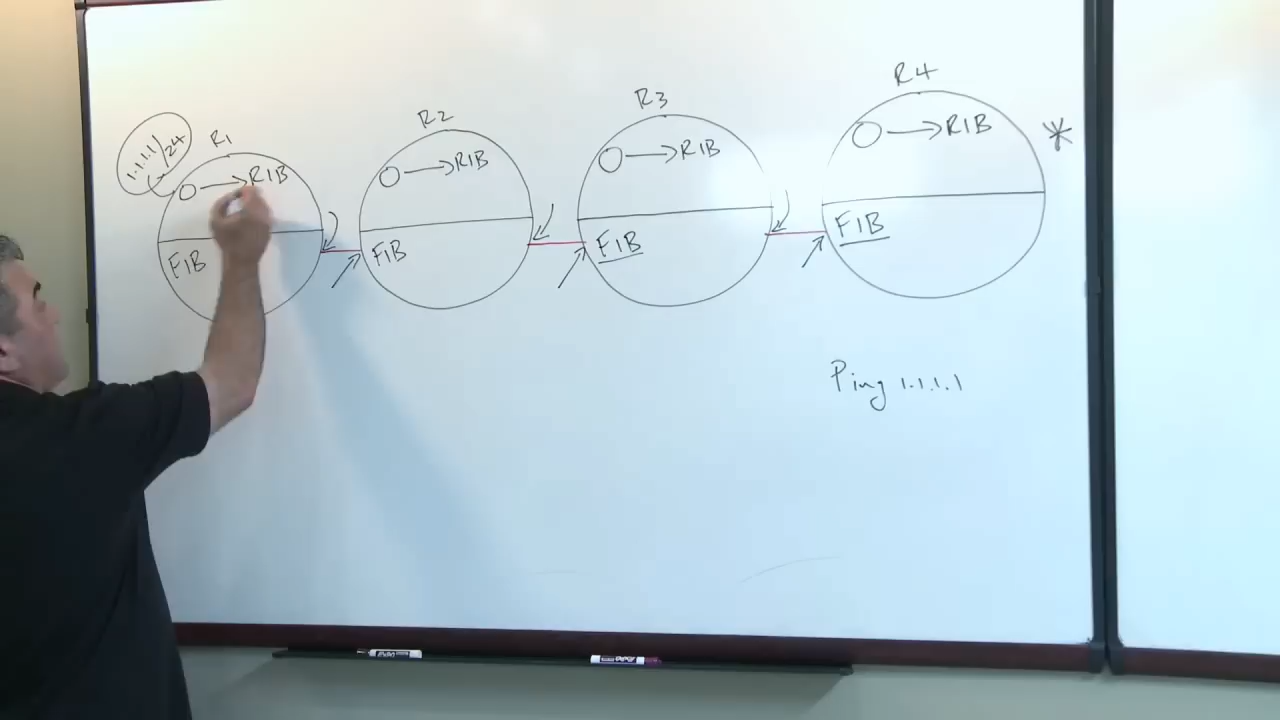 1.1.1.1/24
R1
R2
R3
R4
RIB
RIB
RIB
RIB
*
FIB
FIB
FIB
FIB
Ping 1.1.1.1